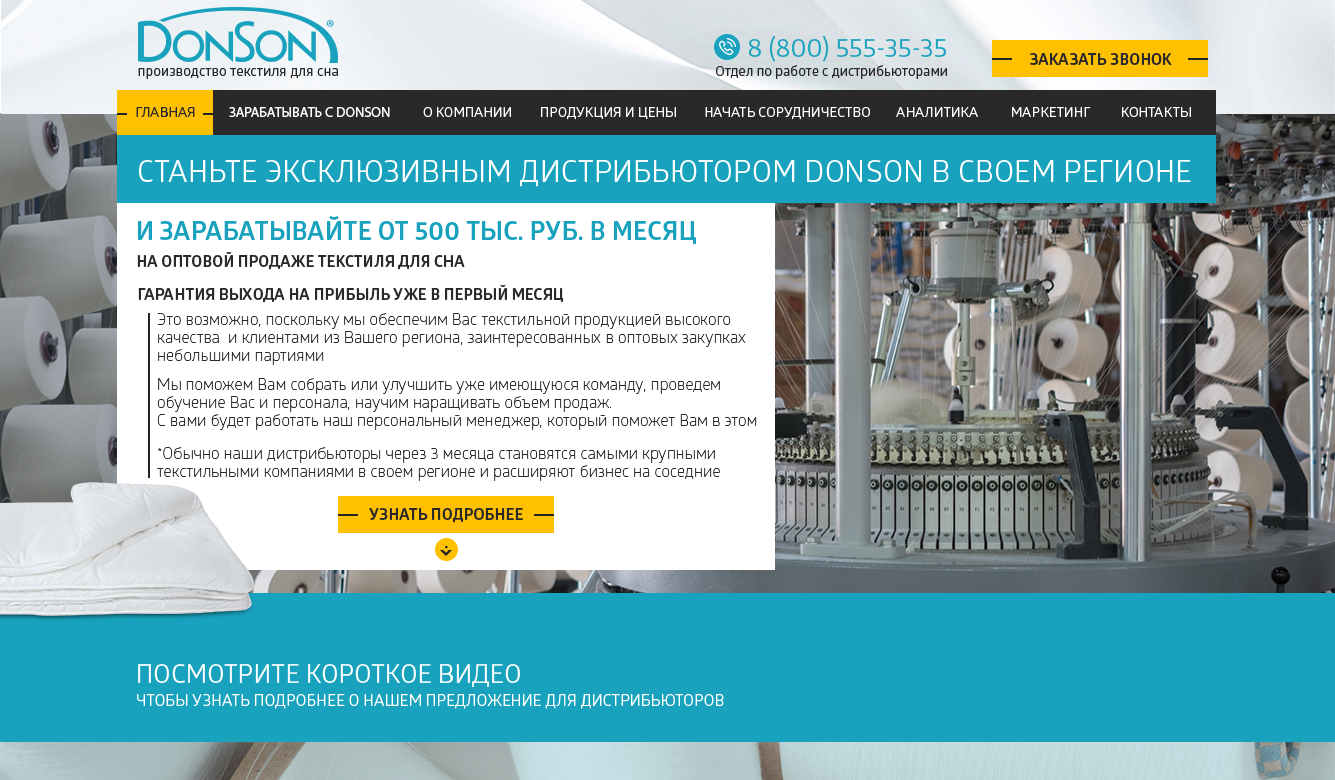 DONSON®
производство текстиля для сна
8 (800) 555-35-35
Отдел по работе с дистрибьюторами
ЗАКАЗАТЬ ЗВОНОК
ГЛАВНАЯ ЗАРАБАТЫВАТЬ С DONSON О КОМПАНИИ ПРОДУКЦИЯ И ЦЕНЫ НАЧАТЬ СОРУДНИЧЕСТВО АНАЛИТИКА МАРКЕТИНГ КОНТАКТЫ
СТАНЬТЕ ЭКСКЛЮЗИВНЫМ ДИСТРИБЬЮТОРОМ DONSON В СВОЕМ РЕГИОНЕ
И ЗАРАБАТЫВАЙТЕ ОТ 500 ТЫС. РУБ. В МЕСЯЦ
НА ОПТОВОЙ ПРОДАЖЕ ТЕКСТИЛЯ ДЛЯ СНА
ГАРАНТИЯ ВЫХОДА НА ПРИБЫЛЬ УЖЕ В ПЕРВЫЙ МЕСЯЦ
Это возможно, поскольку мы обеспечим Вас текстильной продукцией высокого
качества и клиентами из Вашего региона, заинтересованных в оптовых закупках
небольшими партиями
Мы поможем Вам собрать или улучшить уже имеющуюся команду, проведем
обучение Вас и персонала, научим наращивать объем продаж.
С вами будет работать наш персональный менеджер, который поможет Вам в этом
*Обычно наши дистрибьюторы через 3 месяца становятся самыми крупными
текстильными компаниями в своем регионе и расширяют бизнес на соседние
УЗНАТЬ ПОДРОБНЕЕ
ПОСМОТРИТЕ КОРОТКОЕ ВИДЕО
ЧТОБЫ УЗНАТЬ ПОДРОБНЕЕ О НАШЕМ ПРЕДЛОЖЕНИЕ ДЛЯ ДИСТРИБЬЮТОРОВ